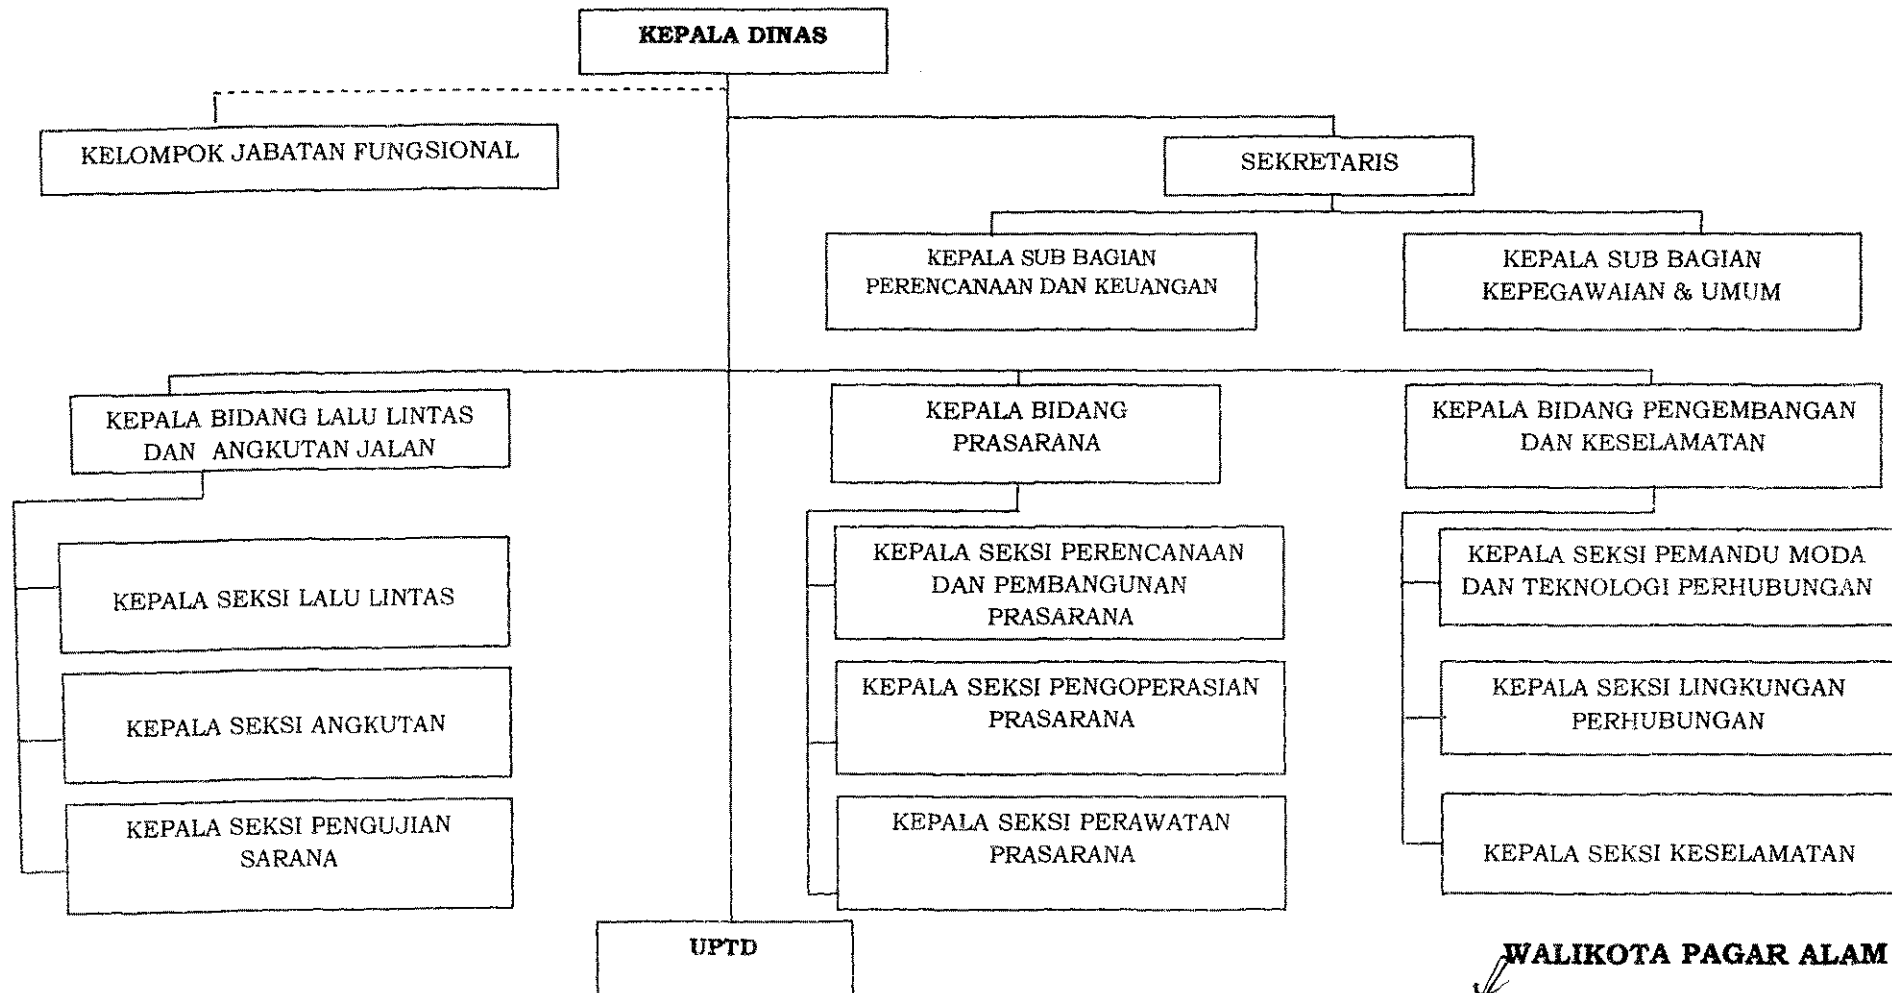 KEPALA DINAS
KELOMPOK JABATAN FUNGSIONAL
SEKRETARIS
KEPALA SUB BAGIAN
PERENCANAAN DAN KEUANGAN
KEPALA SUB BAGIAN
KEPEGAWAIAN & UMUM
KEPALA BIDANG LALU LINTAS
DAN ANGKUTAN JALAN
KEPALA BIDANG
PRASARANA
KEPALA BIDANG PENGEMBANGAN
DAN KESELAMATAN
KEPALA SEKSI LALU LINTAS
KEPALA SEKSI ANGKUTAN
KEPALA SEKSI PENGUJIAN
SARANA
KEPALA SEKSI PERENCANAAN
DAN PEMBANGUNAN
PRASARANA
KEPALA SEKSI PENGOPERASIAN
PRASARANA
KEPALA SEKSI PERAWATAN
PRASARANA
KEPALA SEKSI PEMANDU MODA
DAN TEKNOLOGI PERHUBUNGAN
KEPALA SEKSI LINGKUNGAN
PERHUBUNGAN
KEPALA SEKSI KESELAMATAN
UPTD
WALIKOTA PAGAR ALAM